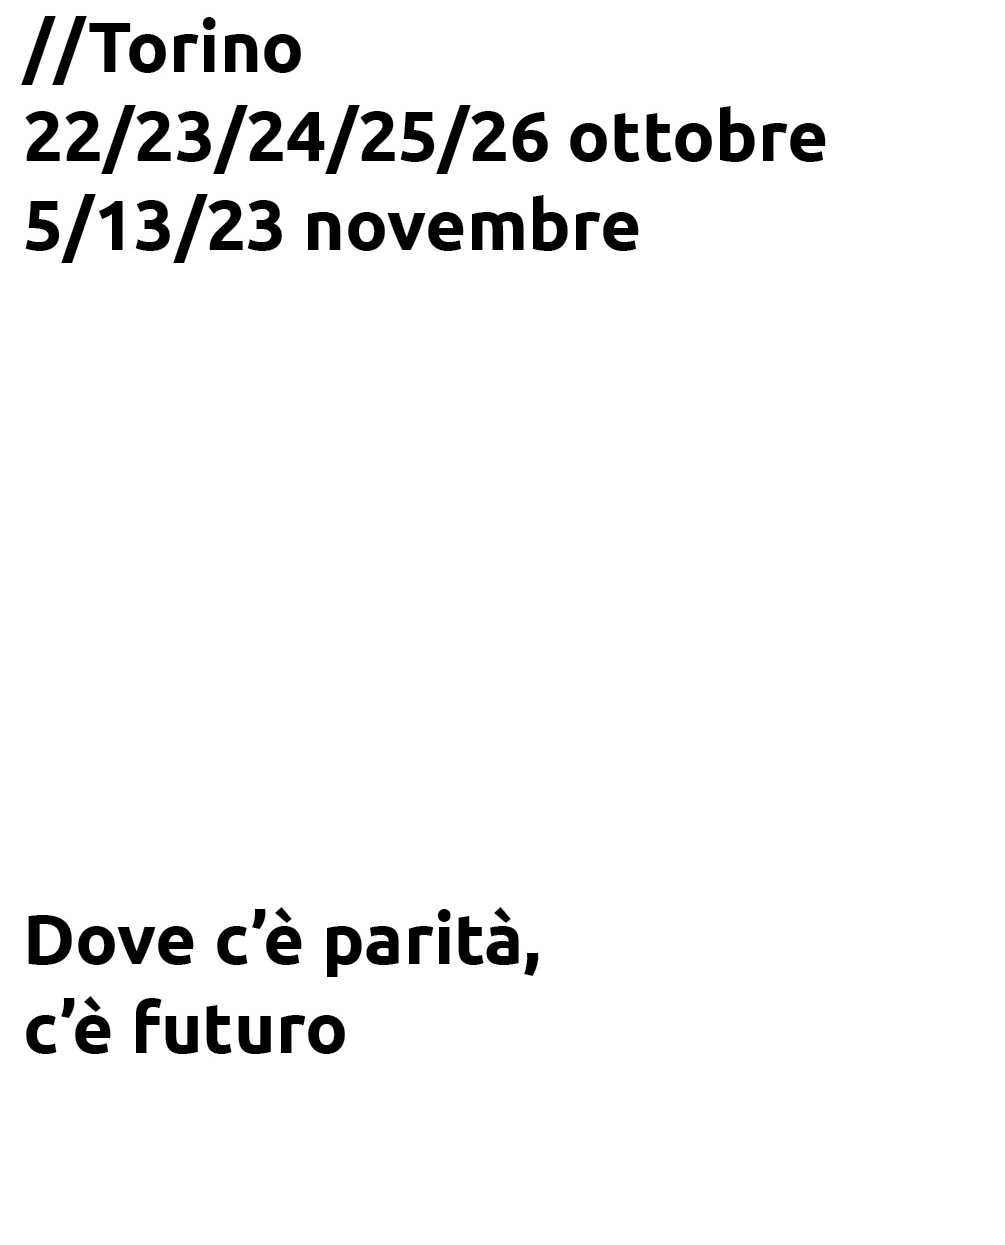 //Torino
22/23/24/25/26 ottobre
5/13/23 novembre
Dove c’è parità,
c’è futuro